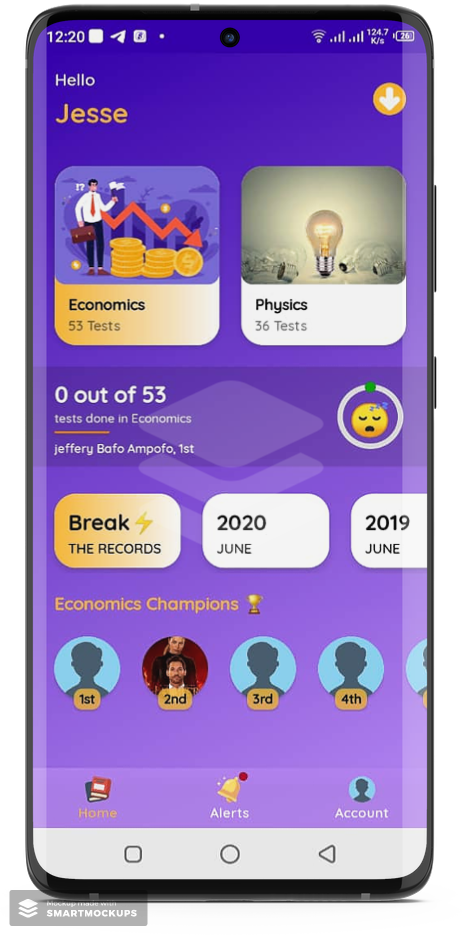 12:20
124.7
K/s
26
Hello
Jesse
??
Economics
53 Tests
Physics
36 Tests
0 out of 53
tests done in Economics
jeffery Bafo Ampofo, 1st
Break⚡
THE RECORDS
2020
JUNE
2019
JUNE
Economics Champions 🏆
1st
2nd
3rd
4th
Home
Alerts
Account
Mockup made with
SMARTMOCKUPS